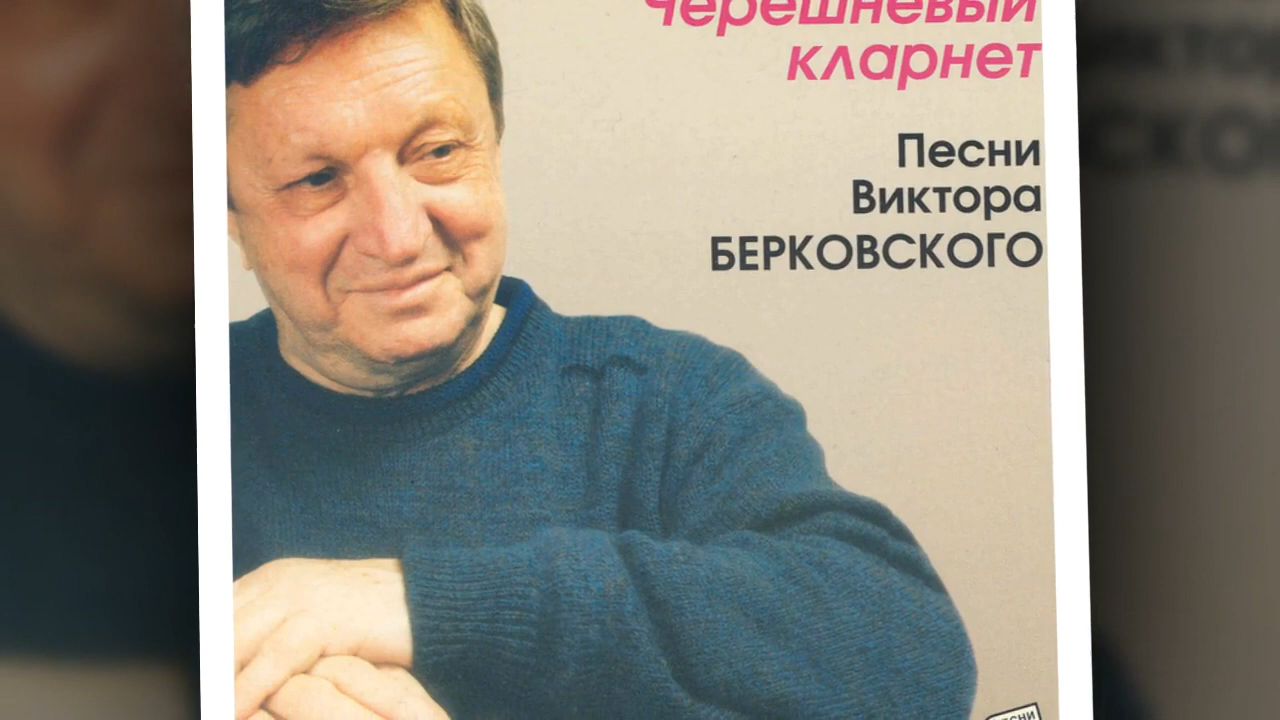 Черешневый
кларнет
Песни
Виктора
БЕРКОВСКОГО